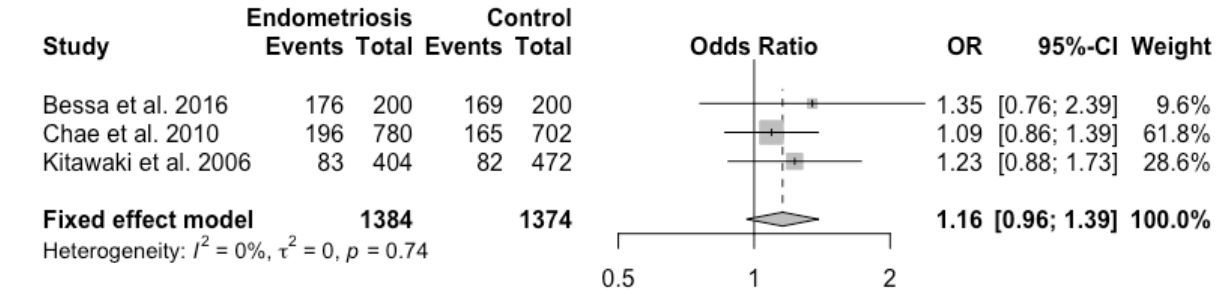 Endometriosis Control
Study Events Total Events Total Odds Ratio OR 95%-CI Weight
Bessa et al. 2016 176 200 169 200 1.35 [0.76; 2.39] 9.6%
Chae et al. 2010 196 780 165 702 1.09 [0.86; 1.39] 61.8%
Kitawaki et al. 2006 83 404 82 472 1.23 [0.88; 1.73] 28.6%
Fixed effect model 1384 1374 1.16 [0.96; 1.39] 100.0%
Heterogeneity: I² = 0%, τ² = 0, p = 0.74
0.5 1 2